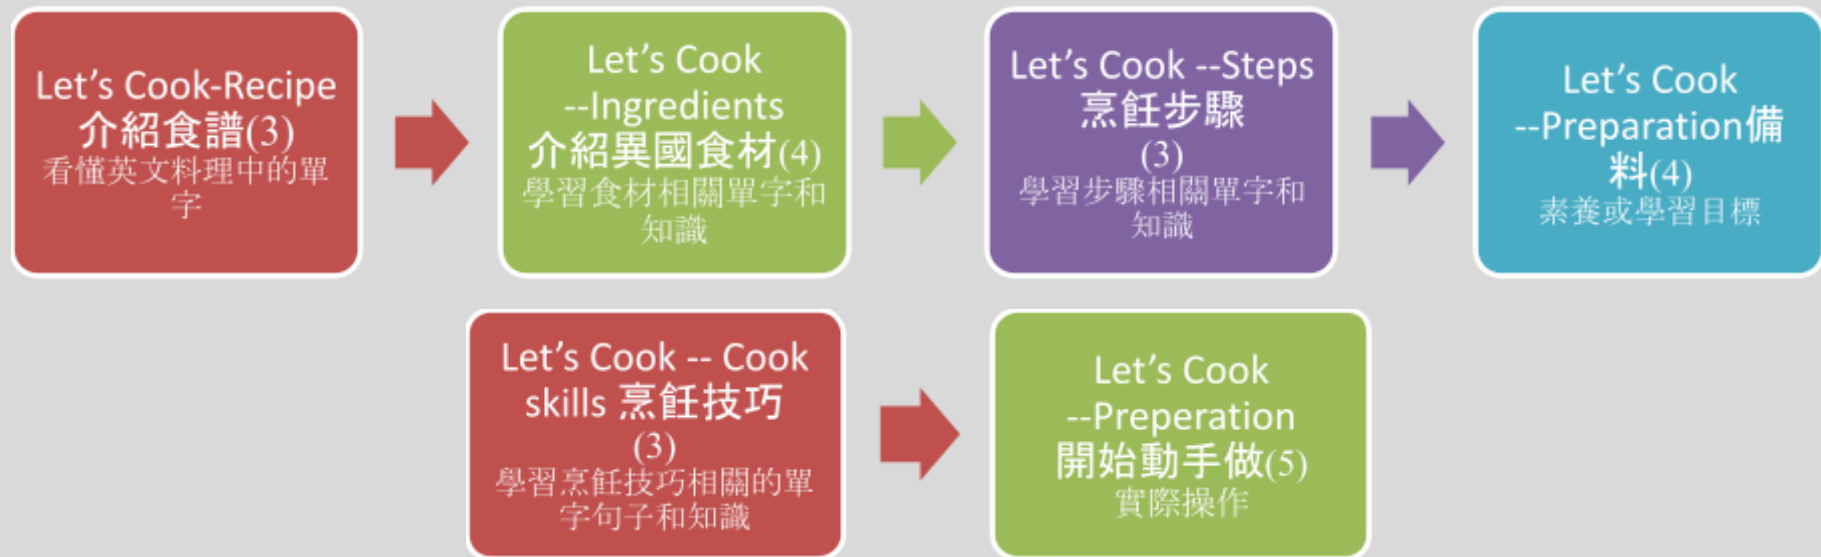 Let's Cook-Recipe
介紹食譜(3)
看懂英文料理中的單
字
Let's Cook
--Ingredients
介紹異國食材(4)
學習食材相關單字和
知識
Let's Cook --Steps
烹飪步驟
(3)
學習步驟相關單字和
知識
Let's Cook
--Preparation備
料(4)
素養或學習目標
Let's Cook -- Cook
skills 烹飪技巧
(3)
學習烹飪技巧相關的單
字句子和知識
Let's Cook
--Preperation
開始動手做(5)
實際操作